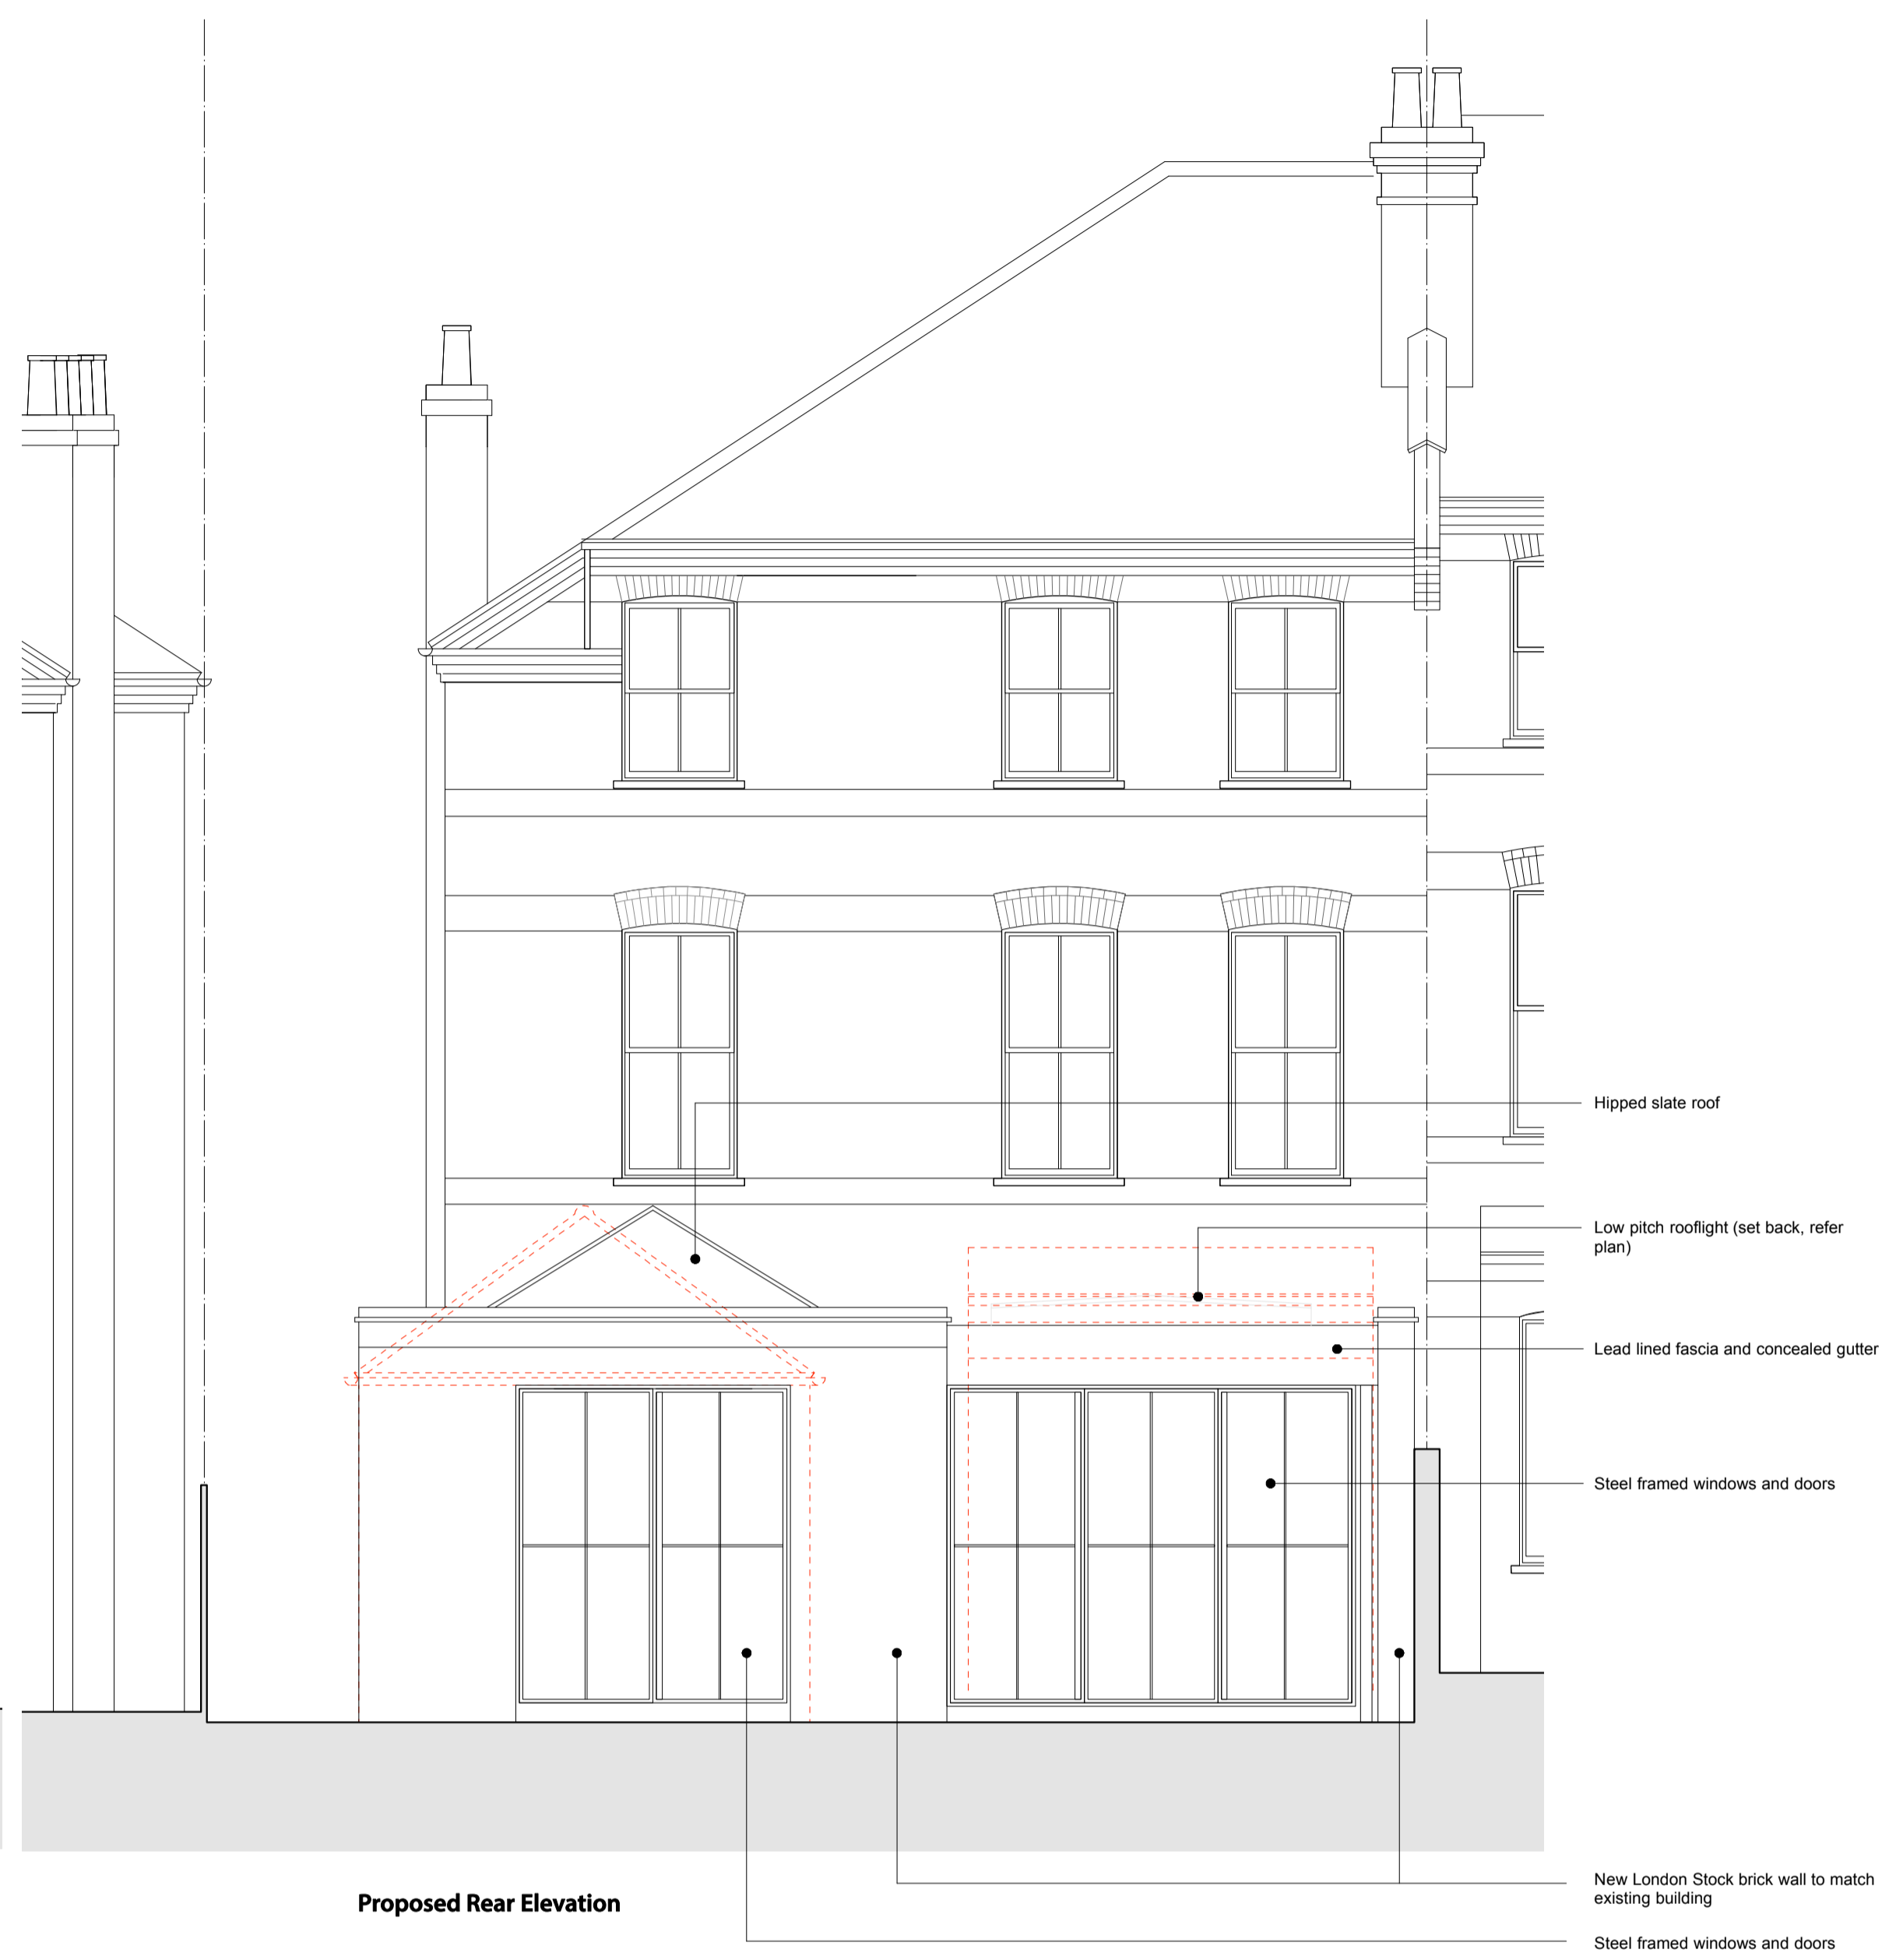 Hipped slate roof
Low pitch rooflight (set back, refer
plan)
Lead lined fascia and concealed gutter
Steel framed windows and doors
New London Stock brick wall to match
existing building
Steel framed windows and doors
Proposed Rear Elevation